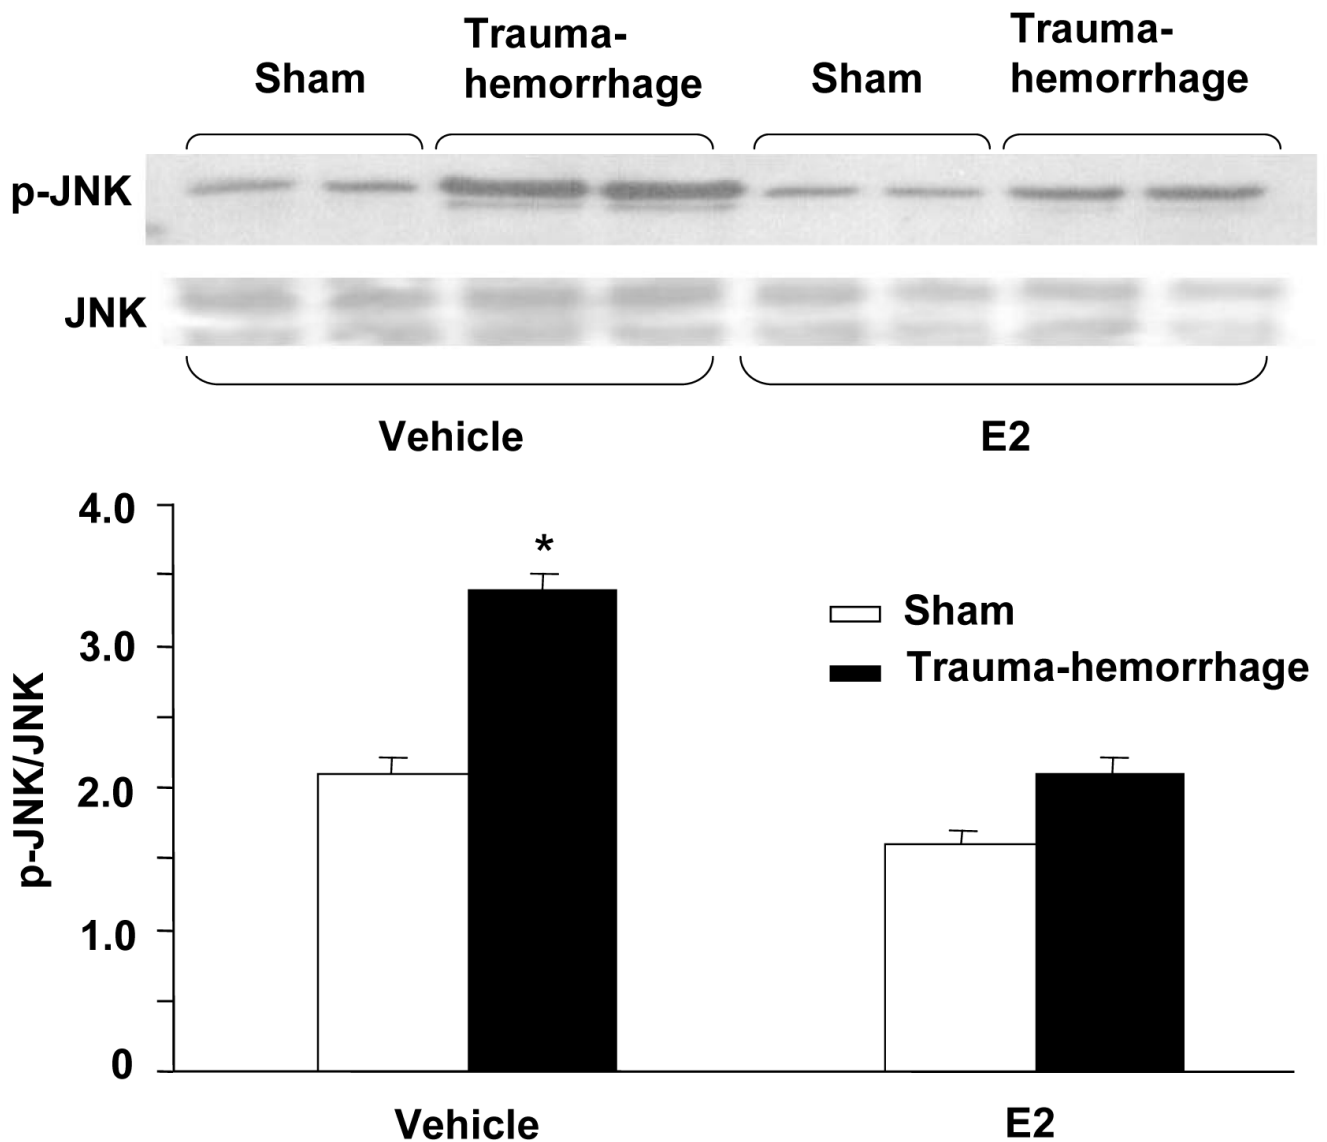 Sham
Trauma-
hemorrhage
Sham
Trauma-
hemorrhage
p-JNK
JNK
Vehicle
E2
4.0
*
3.0
2.0
1.0
0
p-JNK/JNK
Sham
Trauma-hemorrhage
Vehicle
E2